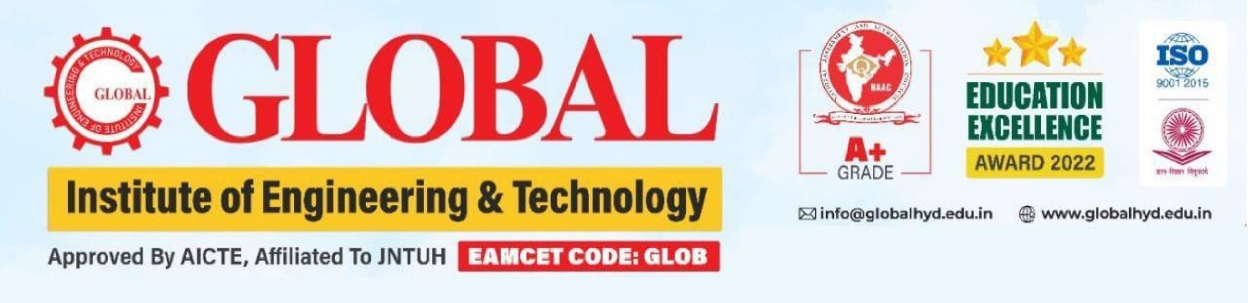 GLOBAL
INSTITUTE OF ENGINEERING & TECHNOLOGY
GLOBAL
Institute of Engineering & Technology
Approved By AICTE, Affiliated To JNTUH EAMCET CODE: GLOB
NAAC
A+
GRADE
EDUCATION
EXCELLENCE
AWARD 2022
ISO
9001 2015
ज्ञान-विज्ञान विमुक्तये
info@globalhyd.edu.in www.globalhyd.edu.in